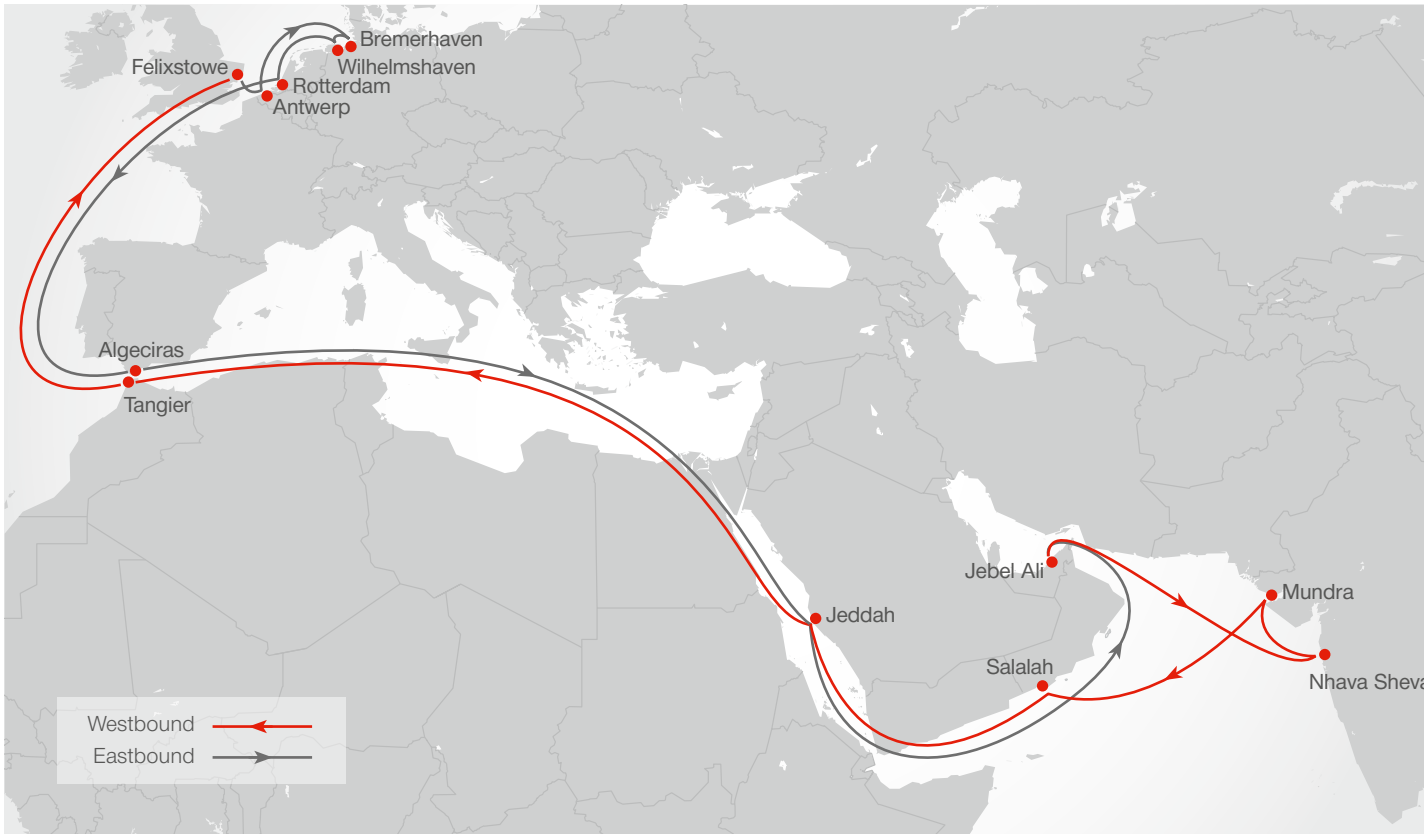 Bremerhaven
Felixstowe
Wilhelmshaven
Rotterdam
Antwerp
Algeciras
Tangier
Jebel Ali
Mundra
Jeddah
Salalah
Nhava Sheva
Westbound
Eastbound